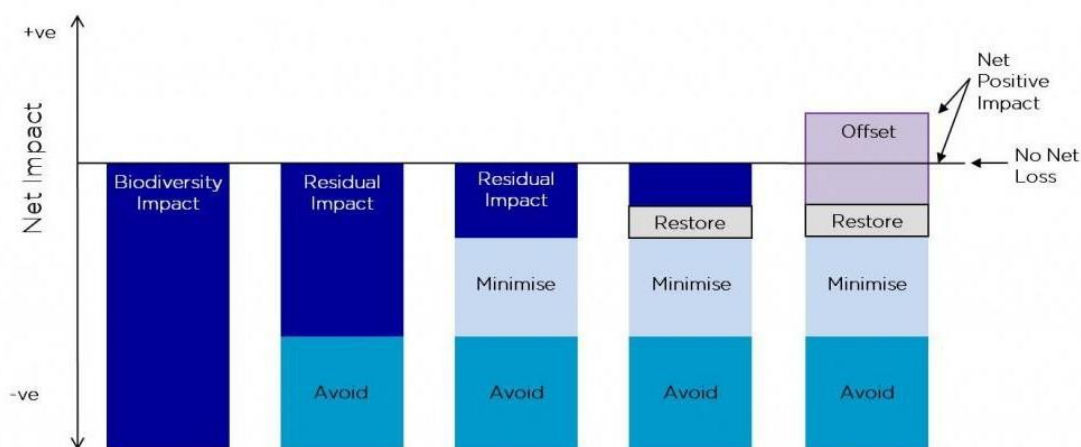 +ve
Net Impact
-ve
Biodiversity
Impact
Residual
Impact
Avoid
Residual
Impact
Minimise
Avoid
Restore
Minimise
Avoid
Offset
Restore
Minimise
Avoid
Net
Positive
Impact
No Net
Loss